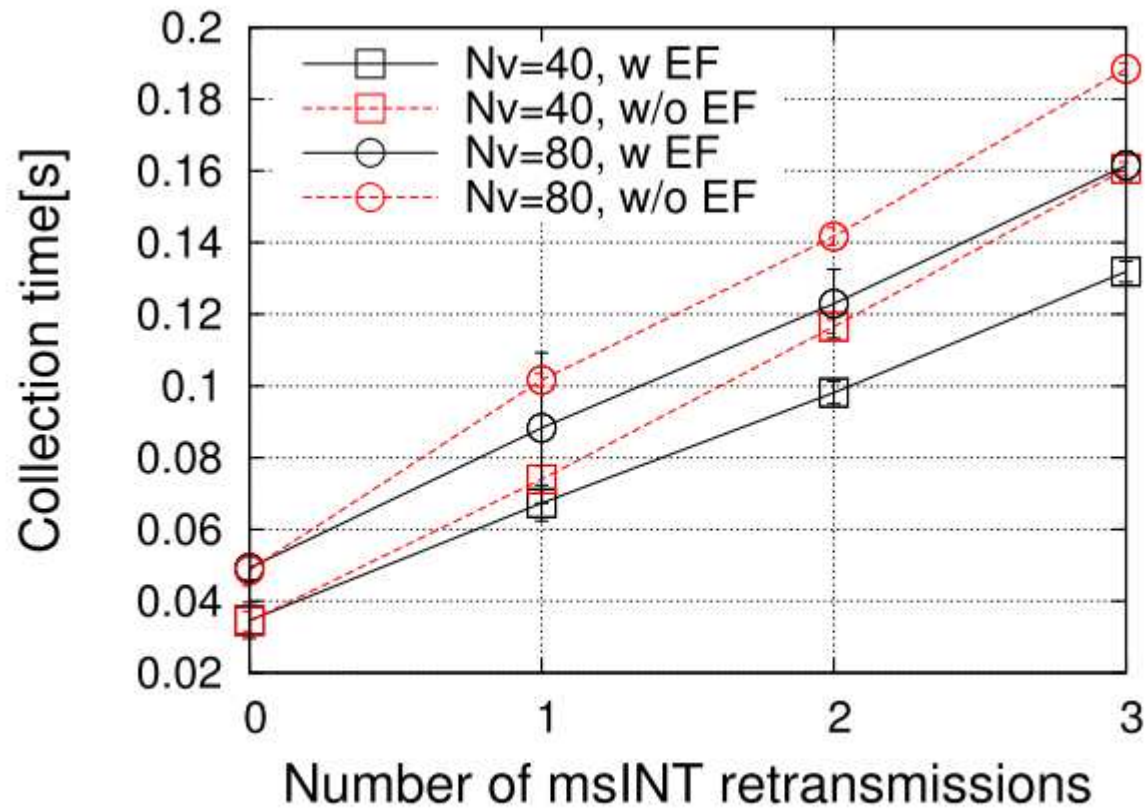 0.2
0.18
0.16
0.14
0.12
0.1
0.08
0.06
0.04
0.02
Collection time[s]
Nv=40, w EF
Nv=40, w/o EF
Nv=80, w EF
Nv=80, w/o EF
0 1 2 3
Number of msINT retransmissions